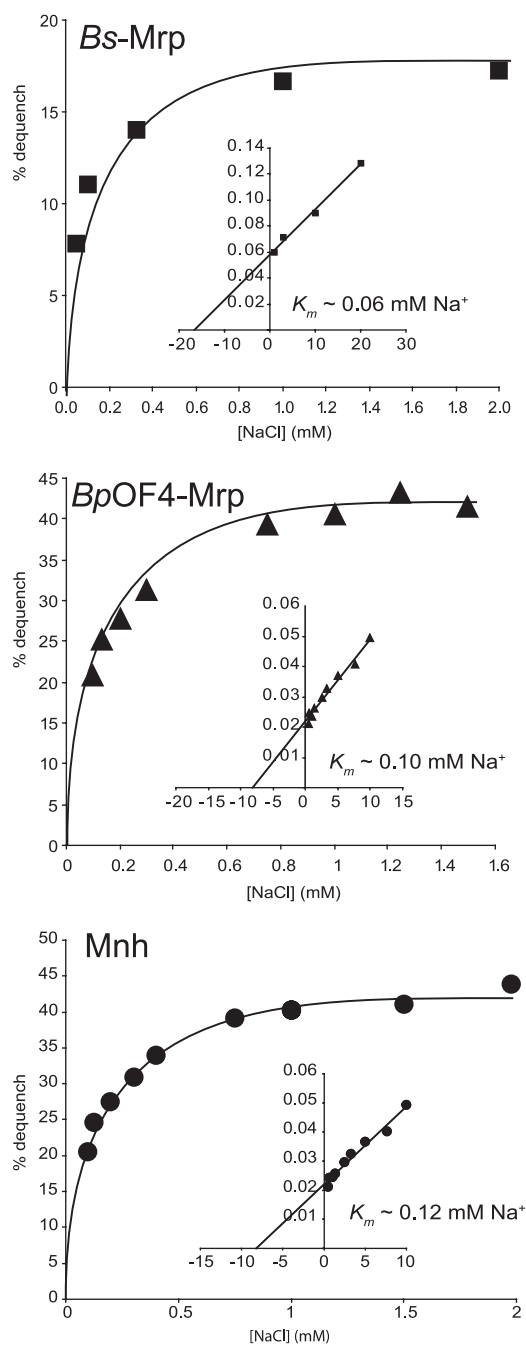 Bs-Mrp
20
15
10
5
0
% dequench
0.0 0.2 0.4 0.6 0.8 1.0 1.2 1.4 1.6 1.8 2.0
[NaCl] (mM)
0.14
0.12
0.10
0.08
0.06
0.04
0.02
-20 -10 0 10 20 30
Km ~ 0.06 mM Na+
BpOF4-Mrp
45
40
35
30
25
20
15
10
5
0
% dequench
0 0.2 0.4 0.6 0.8 1 1.2 1.4 1.6
[NaCl] (mM)
0.06
0.05
0.04
0.03
0.02
0.01
-20 -15 -10 -5 0 5 10 15
Km ~ 0.10 mM Na+
Mnh
50
45
40
35
30
25
20
15
10
5
0
% dequench
0 0.5 1 1.5 2
[NaCl] (mM)
0.06
0.05
0.04
0.03
0.02
0.01
-15 -10 -5 0 5 10
Km ~ 0.12 mM Na+